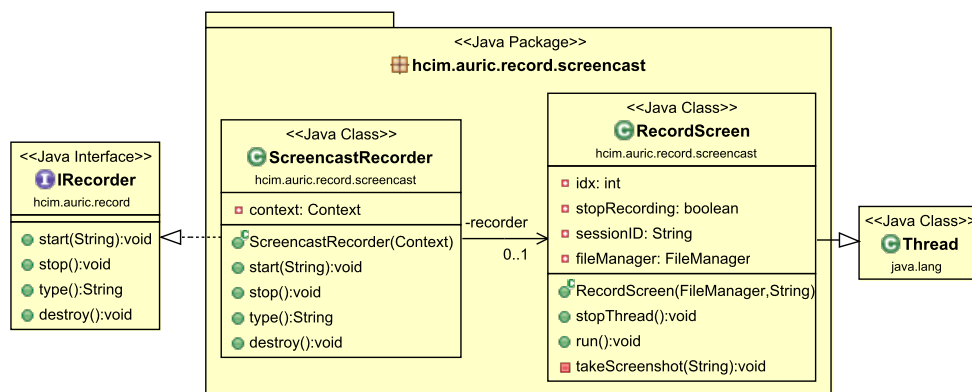 <<Java Package>>
hcim.auric.record.screencast
<<Java Interface>>
IRecorder
hcim.auric.record
start(String):void
stop():void
type():String
destroy():void
<<Java Class>>
ScreencastRecorder
hcim.auric.record.screencast
context: Context
ScreencastRecorder(Context)
start(String):void
stop():void
type():String
destroy():void
-recorder
0..1
<<Java Class>>
RecordScreen
hcim.auric.record.screencast
idx: int
stopRecording: boolean
sessionID: String
fileManager: FileManager
RecordScreen(FileManager,String)
stopThread():void
run():void
takeScreenshot(String):void
<<Java Class>>
Thread
java.lang